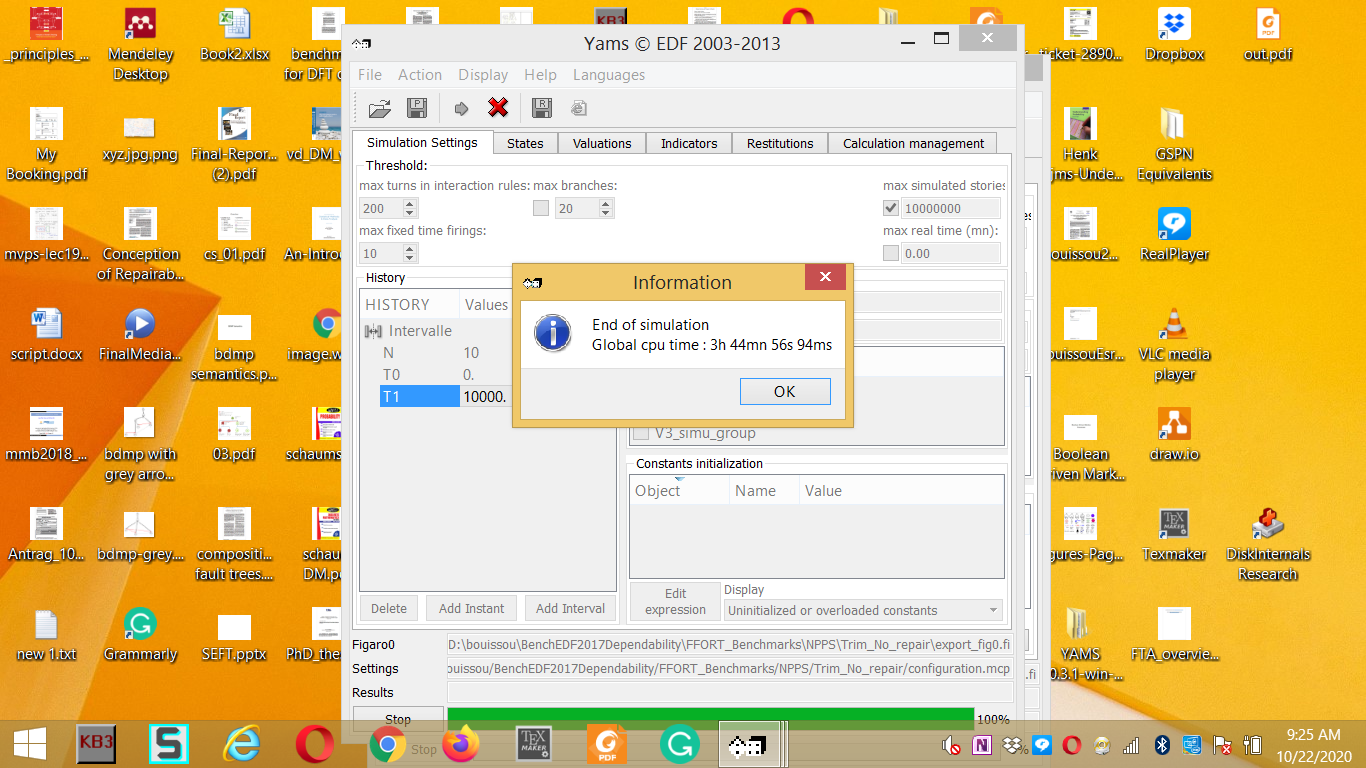 Yams © EDF 2003-2013
File Action Display Help Languages
Simulation Settings States Valuations Indicators Restitutions Calculation management
Threshold:
max turns in interaction rules: max branches: max simulated stories
200 20 10000000
max fixed time firings: max real time (mn):
10 0.00
History
HISTORY Values
Intervalle
N 10
T0 0.
T1 10000.
Information
End of simulation
Global cpu time : 3h 44mn 56s 94ms
OK
V3_simu_group
Constants initialization
Object Name Value
Delete Add Instant Add Interval
Edit
expression
Display
Uninitialized or overloaded constants
Figaro0 D:\bouissou\BenchEDF2017Dependability\FFORT_Benchmarks\NPPS\Trim_No_repair\export_fig0.fi
Settings ouissou/BenchEDF2017Dependability/FFORT_Benchmarks/NPPS/Trim_No_repair/configuration.mcp
Results
Stop 100%
Stop
.fi
_principles_...
Mendeley
Desktop
Book2.xlsx
benchm
for DFT c
My
Booking.pdf
xyz.jpg.png
Final-Repor...
(2).pdf
vd_DM_v
mvps-lec19...
Conception
of Repairab...
cs_01.pdf
An-Introd
script.docx
FinalMedia...
bdmp
semantics.p...
image.w
mmb2018_...
bdmp with
grey arro...
03.pdf
schaums
Antrag_10...
bdmp-grey....
compositi...
fault trees....
schau
DM.p
new 1.txt
Grammarly
SEFT.pptx
PhD_the
_ticket-2890...
Dropbox
out.pdf
Henk
jms-Unde...
GSPN
Equivalents
ouissou2...
RealPlayer
ouissouEsr...
VLC media
player
Boolean
riven Mark...
draw.io
gures-Pag...
Texmaker
DiskInternals
Research
YAMS
0.3.1-win-...
FTA_overvie...
KB3
KB3
9:25 AM
10/22/2020